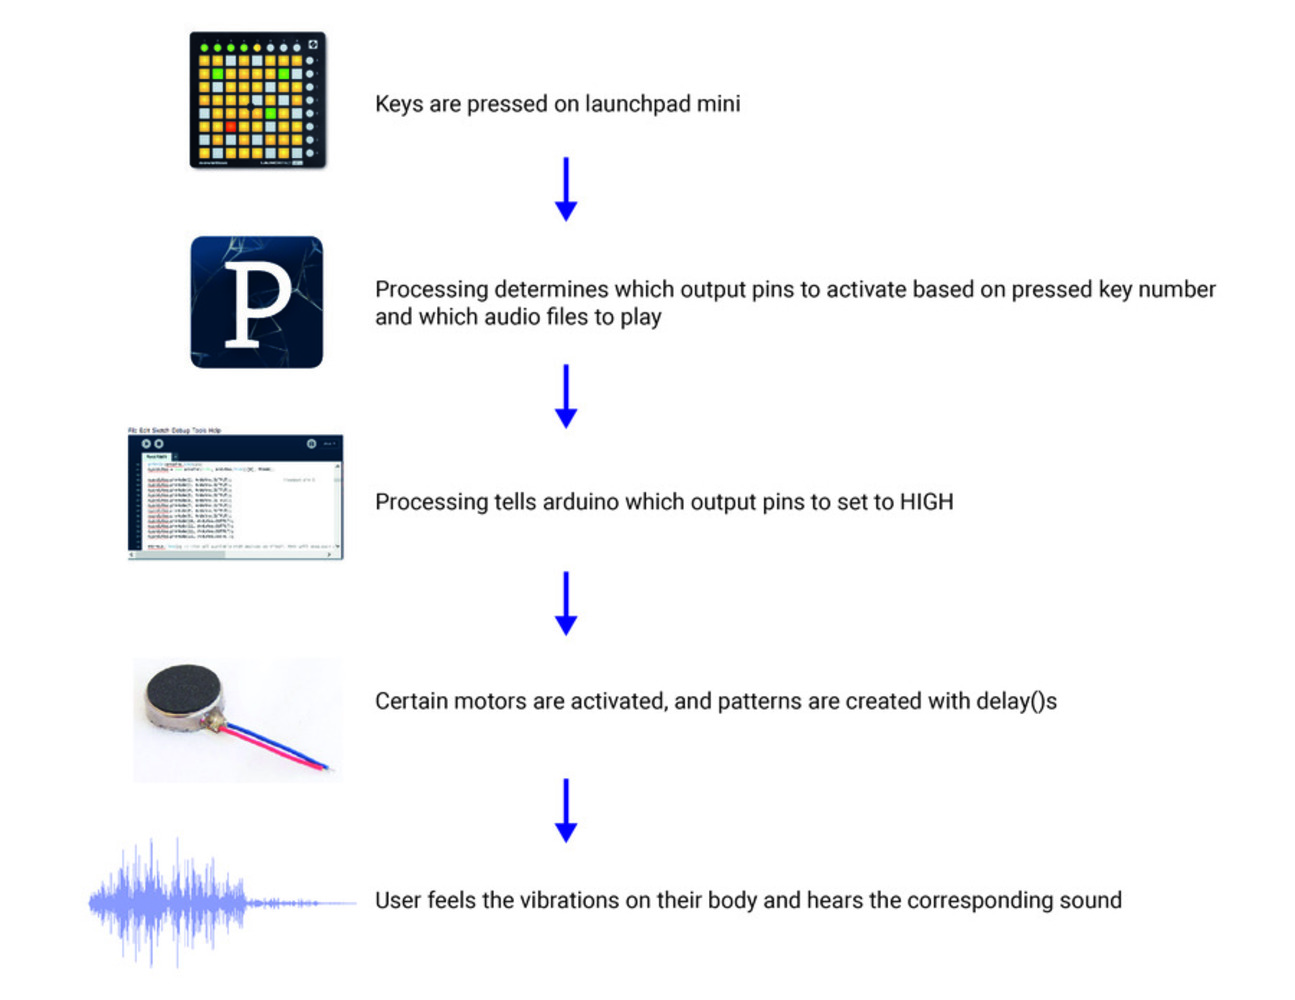 Keys are pressed on launchpad mini
P
Processing determines which output pins to activate based on pressed key number
and which audio files to play
File Edit Sketch Debug Tools Help
Processing tells arduino which output pins to set to HIGH
Certain motors are activated, and patterns are created with delay()s
User feels the vibrations on their body and hears the corresponding sound